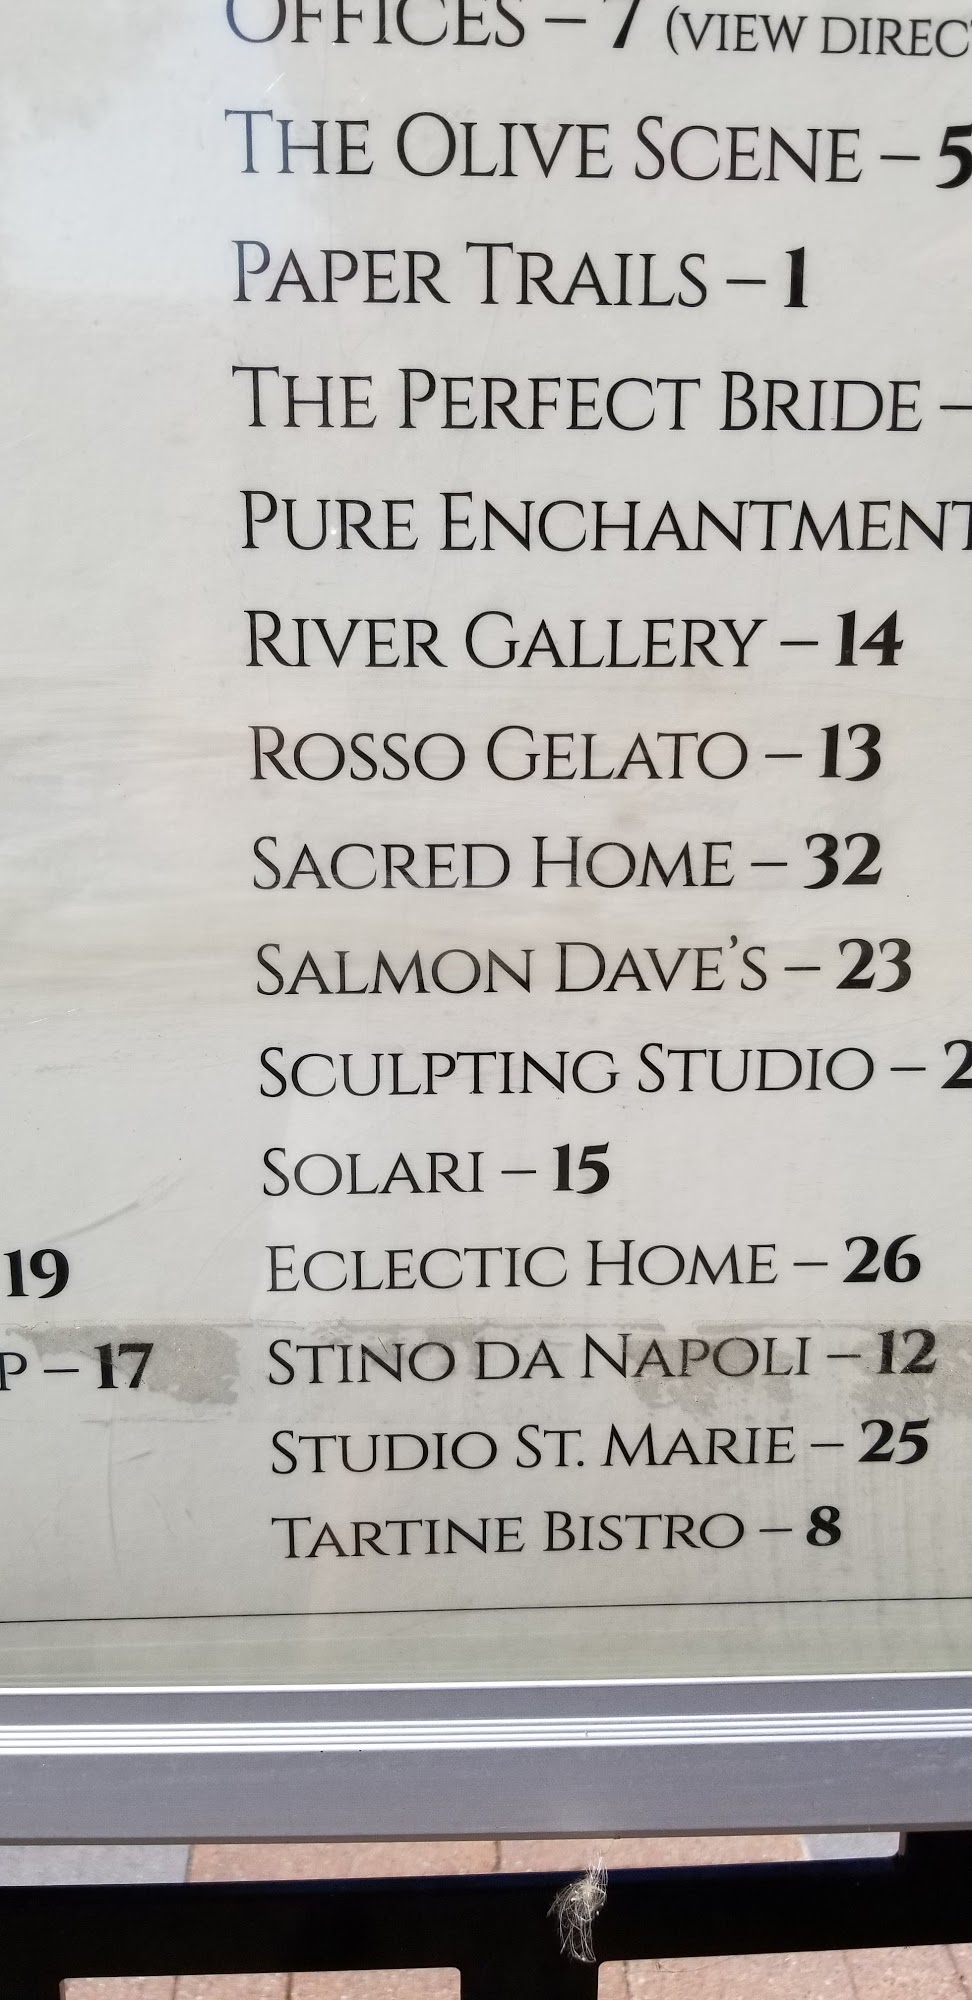 OFFICES – 7 (VIEW DIREC
THE OLIVE SCENE – 5
PAPER TRAILS – 1
THE PERFECT BRIDE –
PURE ENCHANTMENT
RIVER GALLERY – 14
ROSSO GELATO – 13
SACRED HOME – 32
SALMON DAVE'S – 23
SCULPTING STUDIO – 2
SOLARI – 15
19
ECLECTIC HOME – 26
P – 17
STINO DA NAPOLI – 12
STUDIO ST. MARIE – 25
TARTINE BISTRO – 8